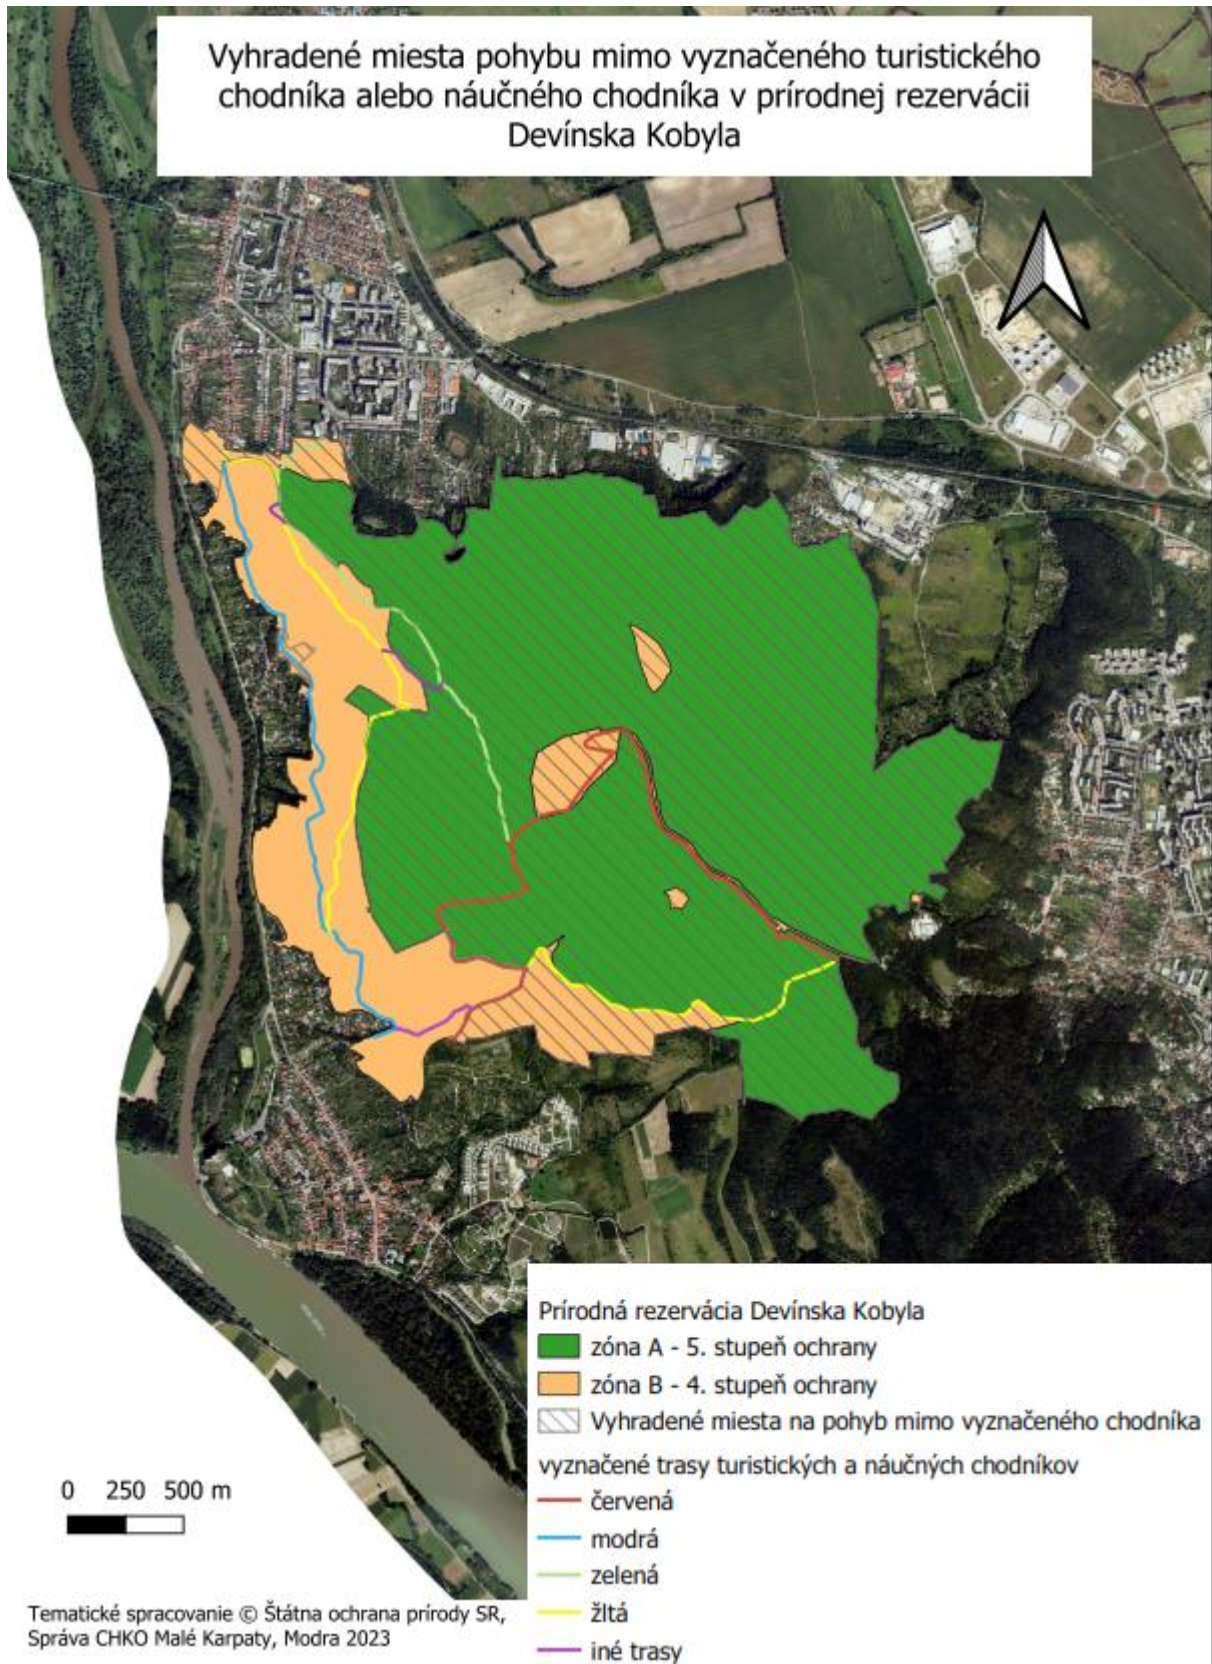 Vyhradené miesta pohybu mimo vyznačeného turistického
chodníka alebo náučného chodníka v prírodnej rezervácii
Devínska Kobyla
Prírodná rezervácia Devínska Kobyla
zóna A - 5. stupeň ochrany
zóna B - 4. stupeň ochrany
Vyhradené miesta na pohyb mimo vyznačeného chodníka
vyznačené trasy turistických a náučných chodníkov
červená
modrá
zelená
žltá
iné trasy
0 250 500 m
Tematické spracovanie © Štátna ochrana prírody SR,
Správa CHKO Malé Karpaty, Modra 2023